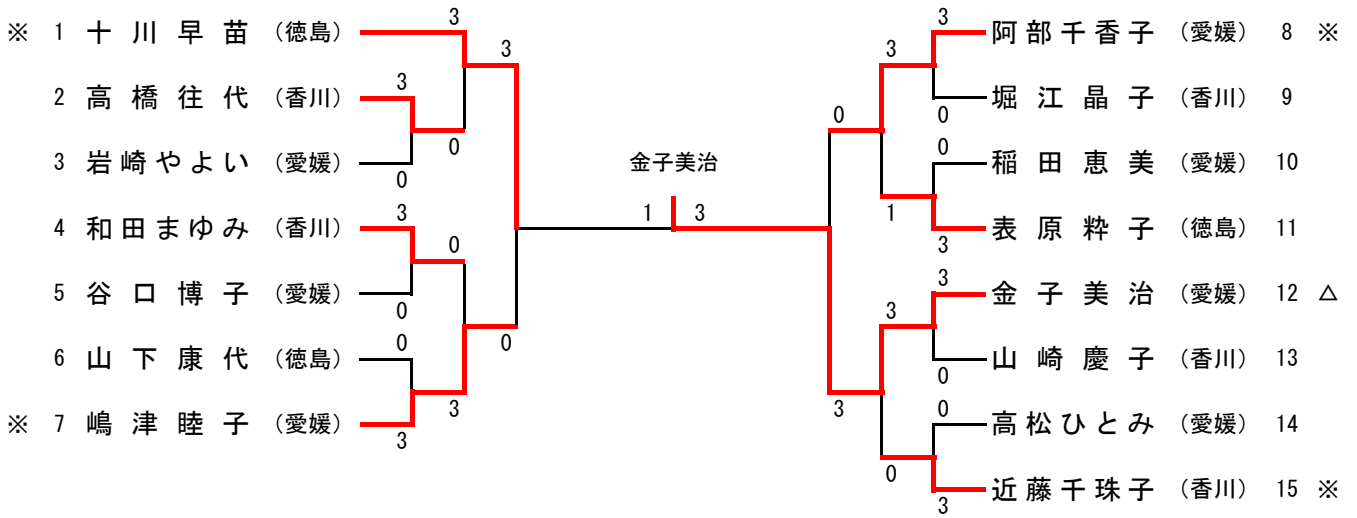 ※ 1 十川早苗 (徳島) 3
3
2 高橋往代 (香川) 3
0
3 岩崎やよい (愛媛) 0
4 和田まゆみ (香川) 3
0
5 谷口博子 (愛媛) 0
6 山下康代 (徳島) 0
0
3
※ 7 嶋津睦子 (愛媛) 3
金子美治
1 3
3 阿部千香子 (愛媛) 8 ※
3
0 堀江晶子 (香川) 9
0
0 稲田恵美 (愛媛) 10
1
3 表原粋子 (徳島) 11
3 金子美治 (愛媛) 12 △
3
0 山崎慶子 (香川) 13
3
0 高松ひとみ (愛媛) 14
0
3 近藤千珠子 (香川) 15 ※